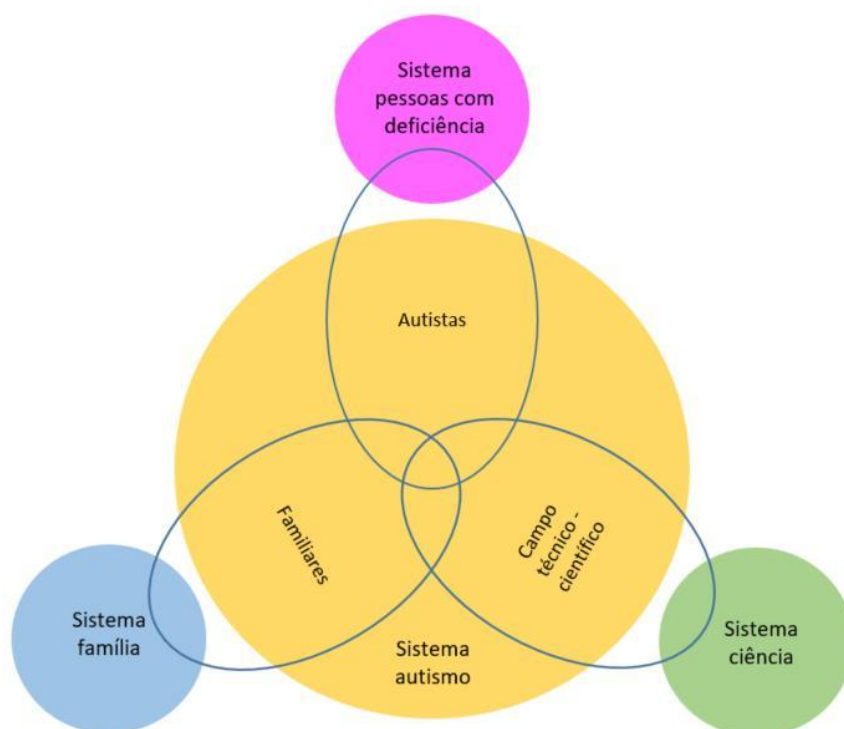 Sistema
pessoas com
deficiência
Autistas
Familiares
Campo
técnico -
científico
Sistema
família
Sistema
autismo
Sistema
ciência